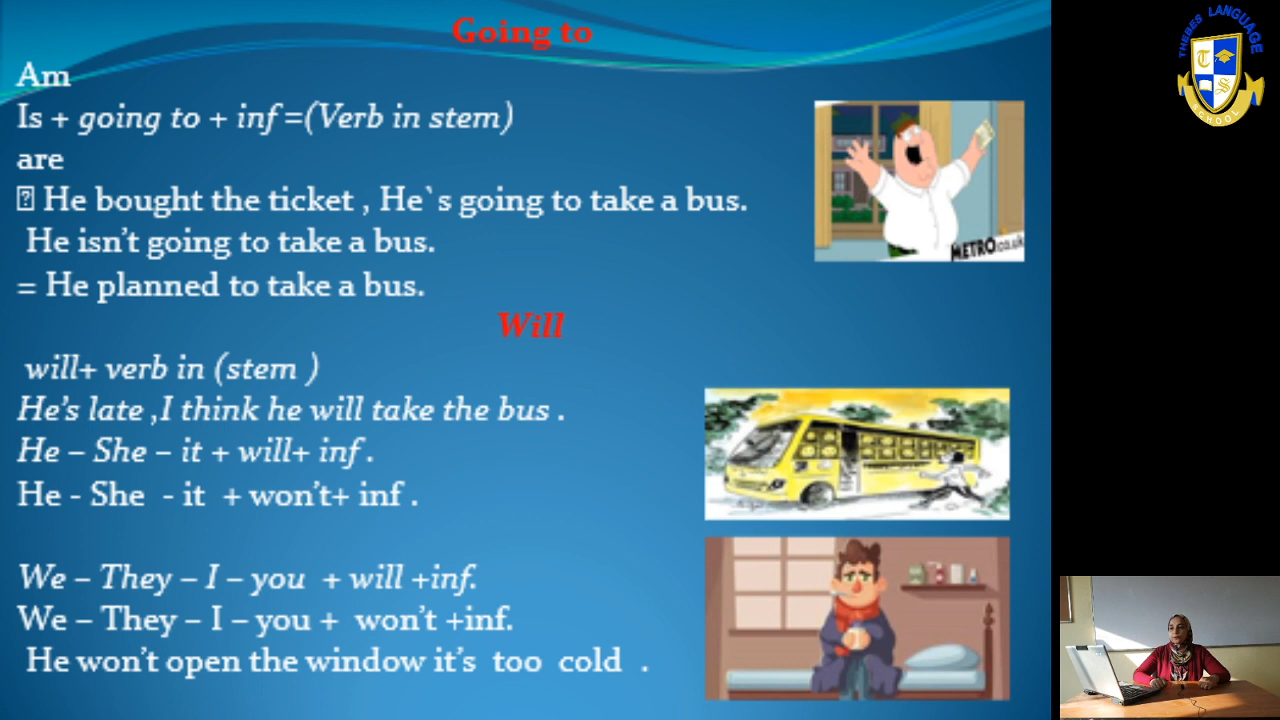 Going to
Am
Is + going to + inf =(Verb in stem)
are
⍰ He bought the ticket , He`s going to take a bus.
He isn’t going to take a bus.
= He planned to take a bus.
Will
will+ verb in (stem )
He’s late ,I think he will take the bus .
He – She – it + will+ inf .
He - She - it + won’t+ inf .
We – They – I – you + will +inf.
We – They – I – you + won’t +inf.
He won’t open the window it’s too cold .
METRO.co.uk
THEBES LANGUAGE
T
SCHOOL